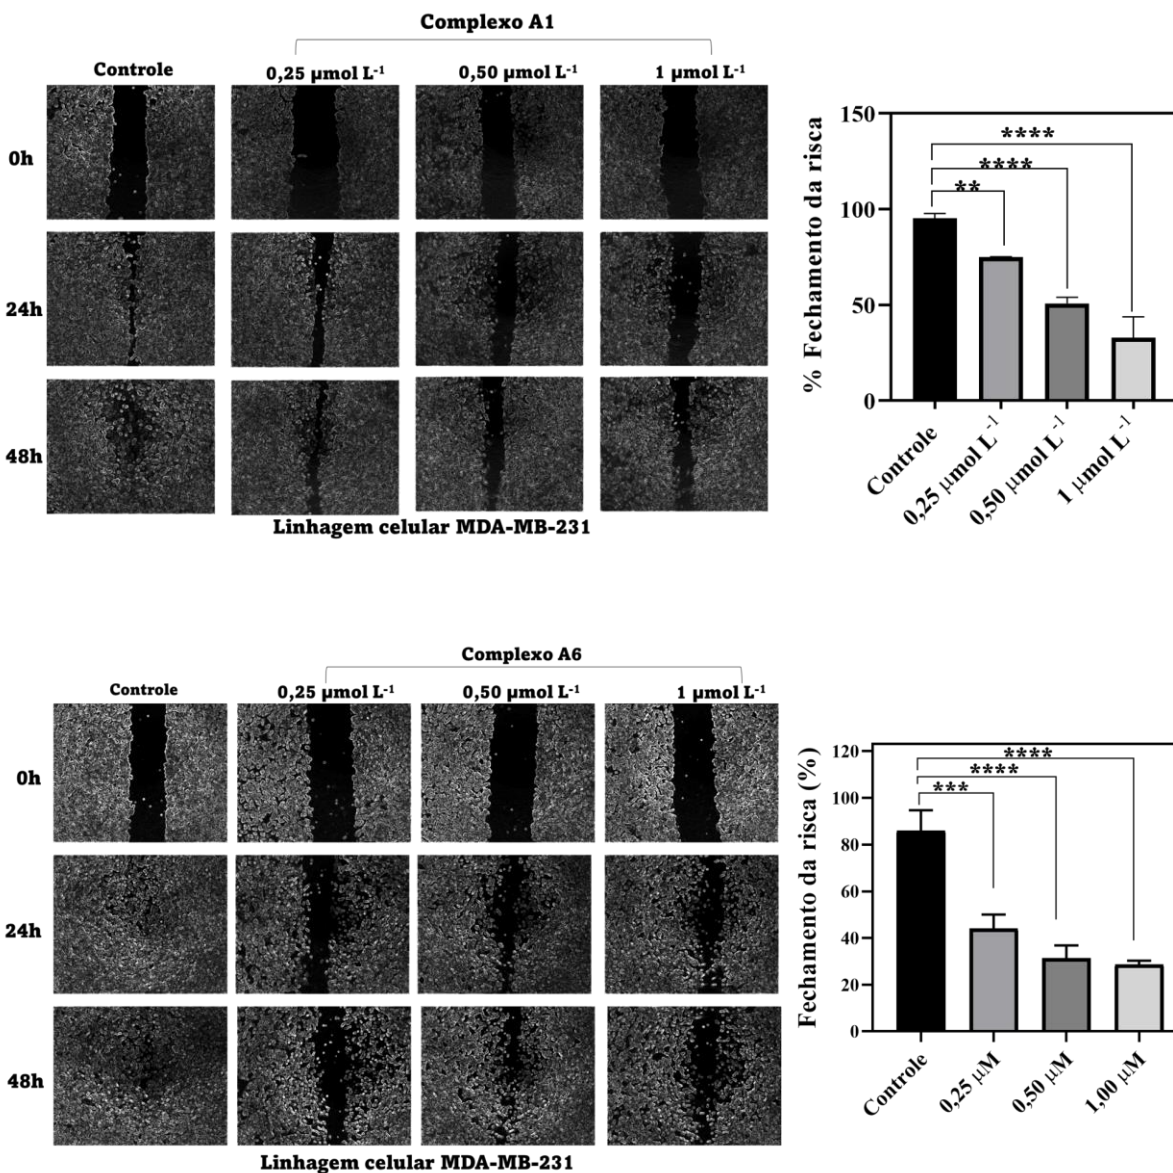 Complexo A1
Controle
0,25 µmol L⁻¹
0,50 µmol L⁻¹
1 µmol L⁻¹
0h
24h
48h
Linhagem celular MDA-MB-231
% Fechamento da risca
150
100
50
0
****
****
**
Controle
0,25 µmol L⁻¹
0,50 µmol L⁻¹
1 µmol L⁻¹
Complexo A6
Controle
0,25 µmol L⁻¹
0,50 µmol L⁻¹
1 µmol L⁻¹
0h
24h
48h
Linhagem celular MDA-MB-231
Fechamento da risca (%)
120
100
80
60
40
20
0
****
****
***
Controle
0,25 µM
0,50 µM
1,00 µM